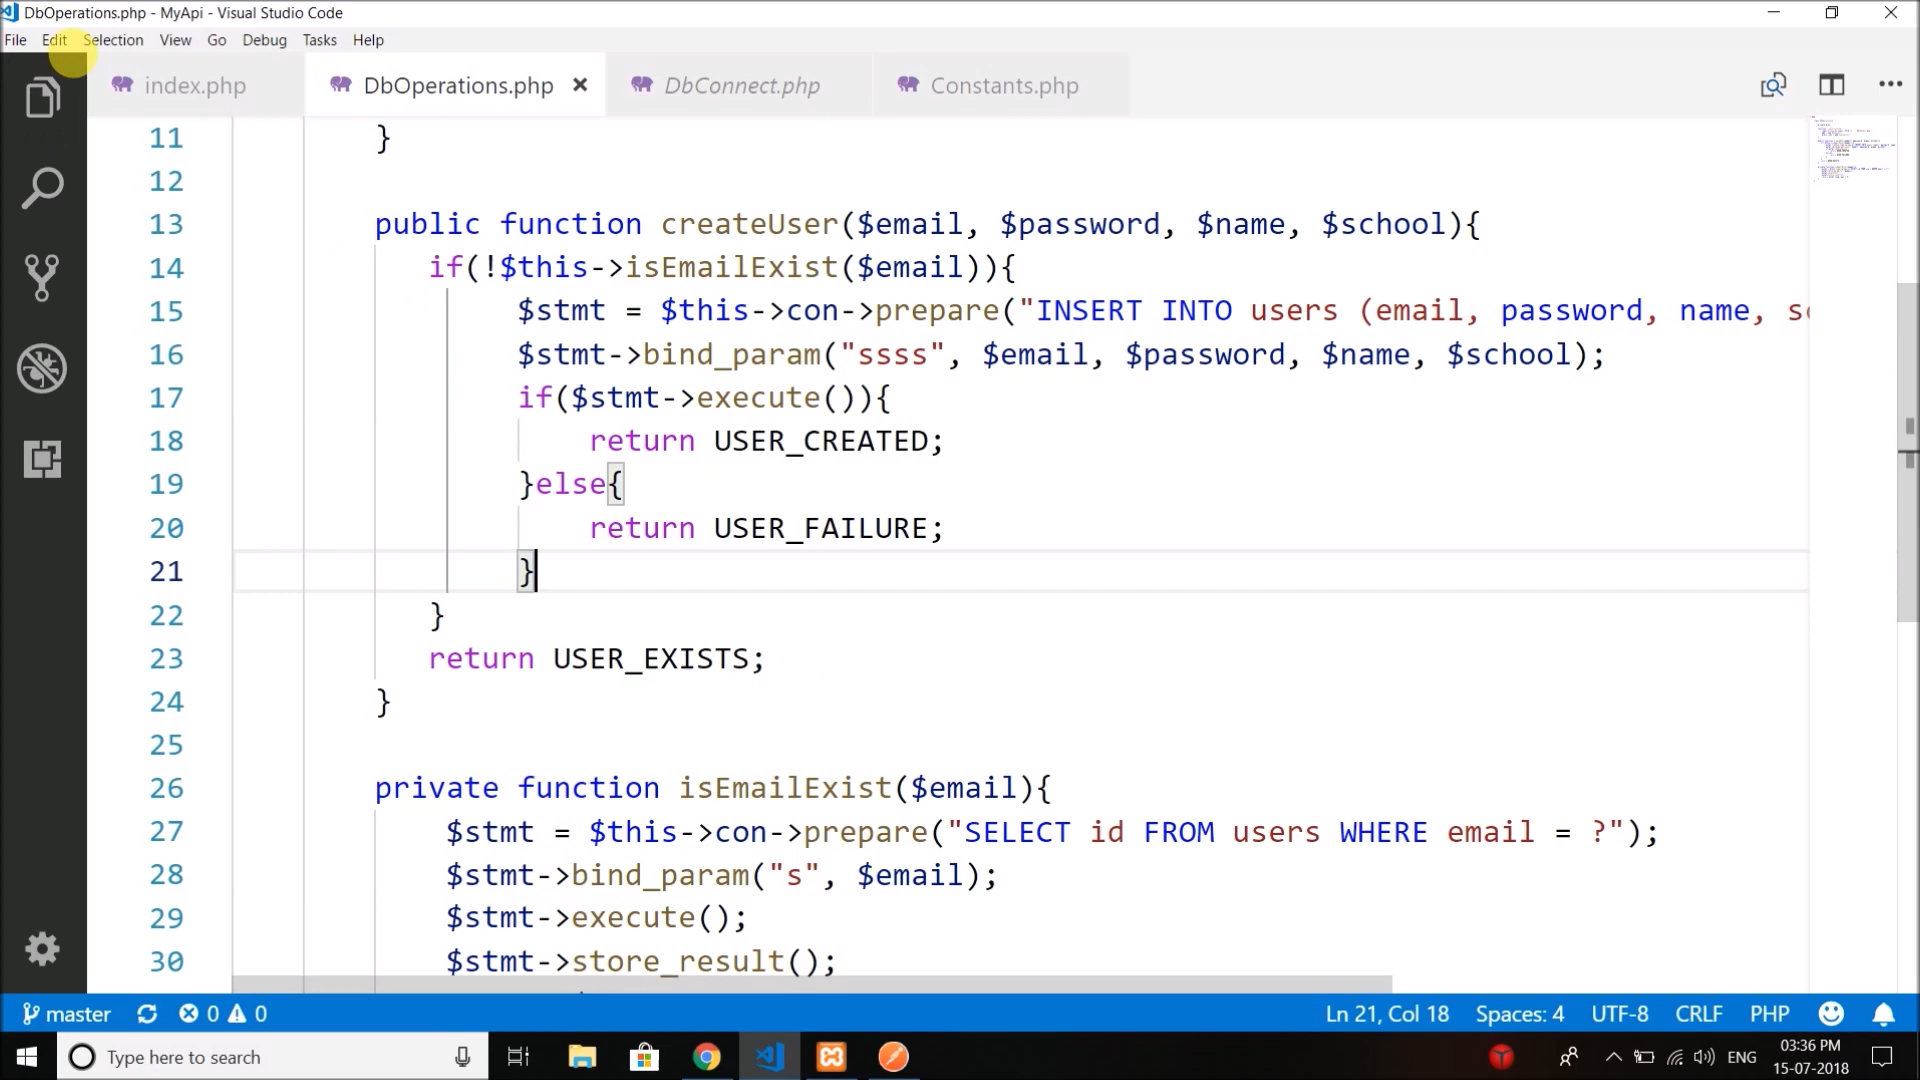 DbOperations.php - MyApi - Visual Studio Code
File Edit Selection View Go Debug Tasks Help
index.php DbOperations.php DbConnect.php Constants.php
11 }
12
13 public function createUser($email, $password, $name, $school){
14 if(!$this->isEmailExist($email)){
15 $stmt = $this->con->prepare("INSERT INTO users (email, password, name, sc
16 $stmt->bind_param("ssss", $email, $password, $name, $school);
17 if($stmt->execute()){
18 return USER_CREATED;
19 }else{
20 return USER_FAILURE;
21 }
22 }
23 return USER_EXISTS;
24 }
25
26 private function isEmailExist($email){
27 $stmt = $this->con->prepare("SELECT id FROM users WHERE email = ?");
28 $stmt->bind_param("s", $email);
29 $stmt->execute();
30 $stmt->store_result();
master 0 0 Ln 21, Col 18 Spaces: 4 UTF-8 CRLF PHP
Type here to search ENG 03:36 PM
15-07-2018